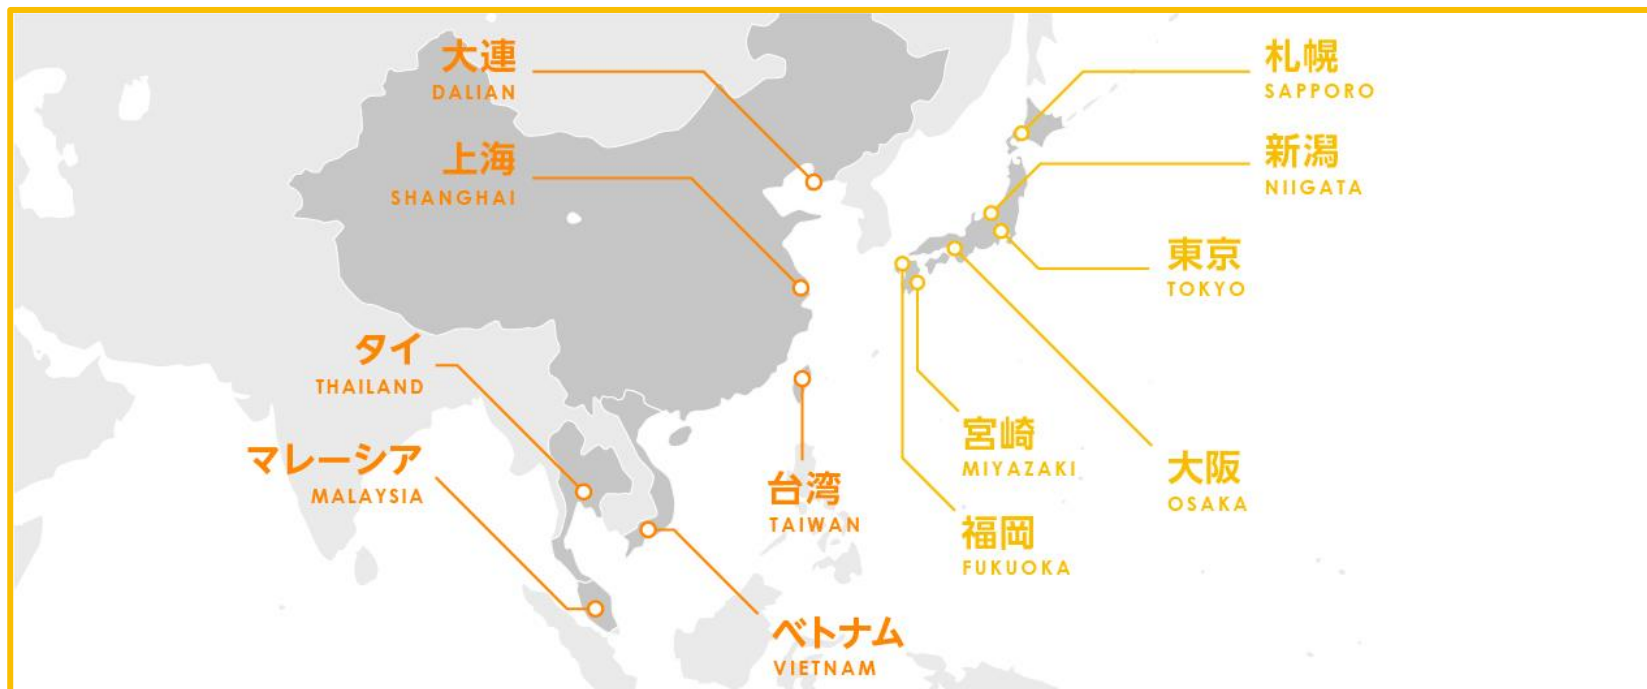 大連
DALIAN
上海
SHANGHAI
タイ
THAILAND
マレーシア
MALAYSIA
台湾
TAIWAN
ベトナム
VIETNAM
札幌
SAPPORO
新潟
NIIGATA
東京
TOKYO
宮崎
MIYAZAKI
大阪
OSAKA
福岡
FUKUOKA